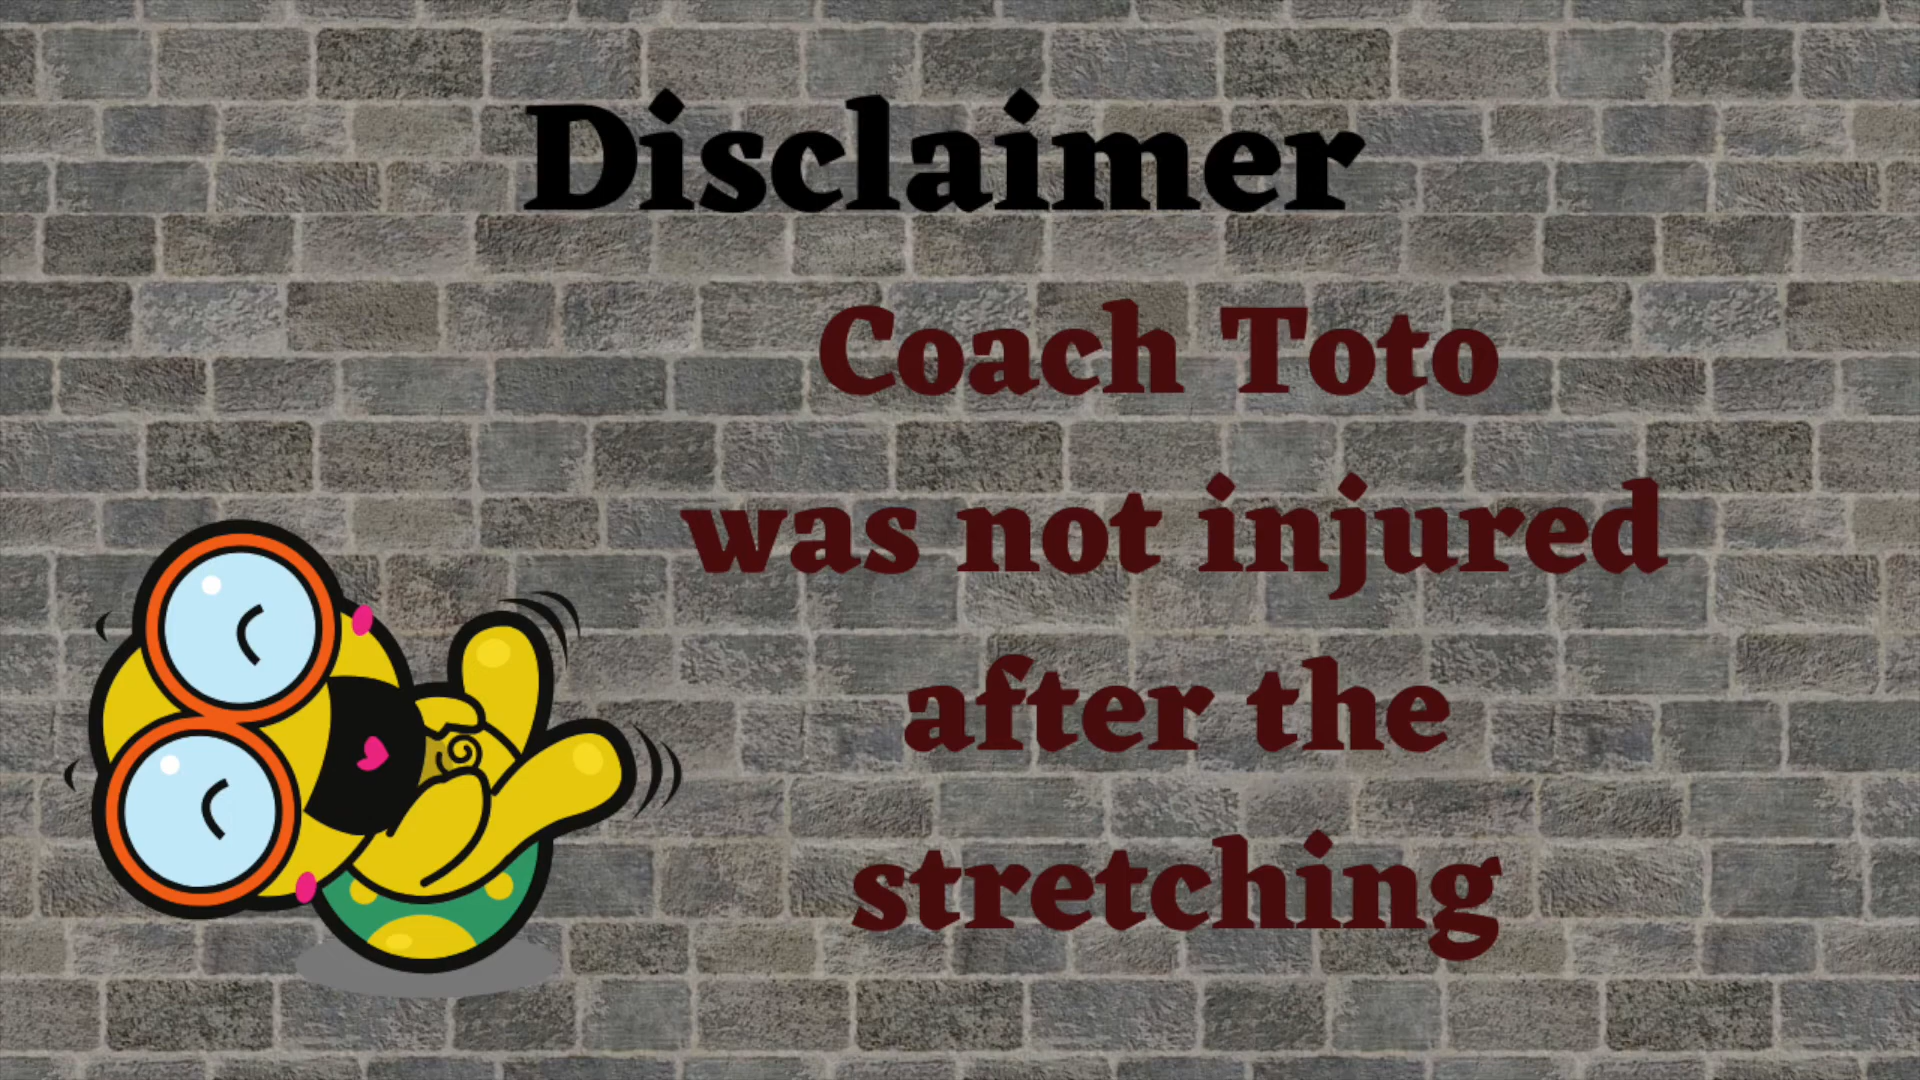 Disclaimer
Coach Toto
was not injured
after the
stretching